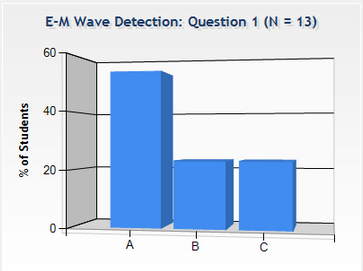 E-M Wave Detection: Question 1 (N = 13)
60
40
20
0
% of Students
A B C